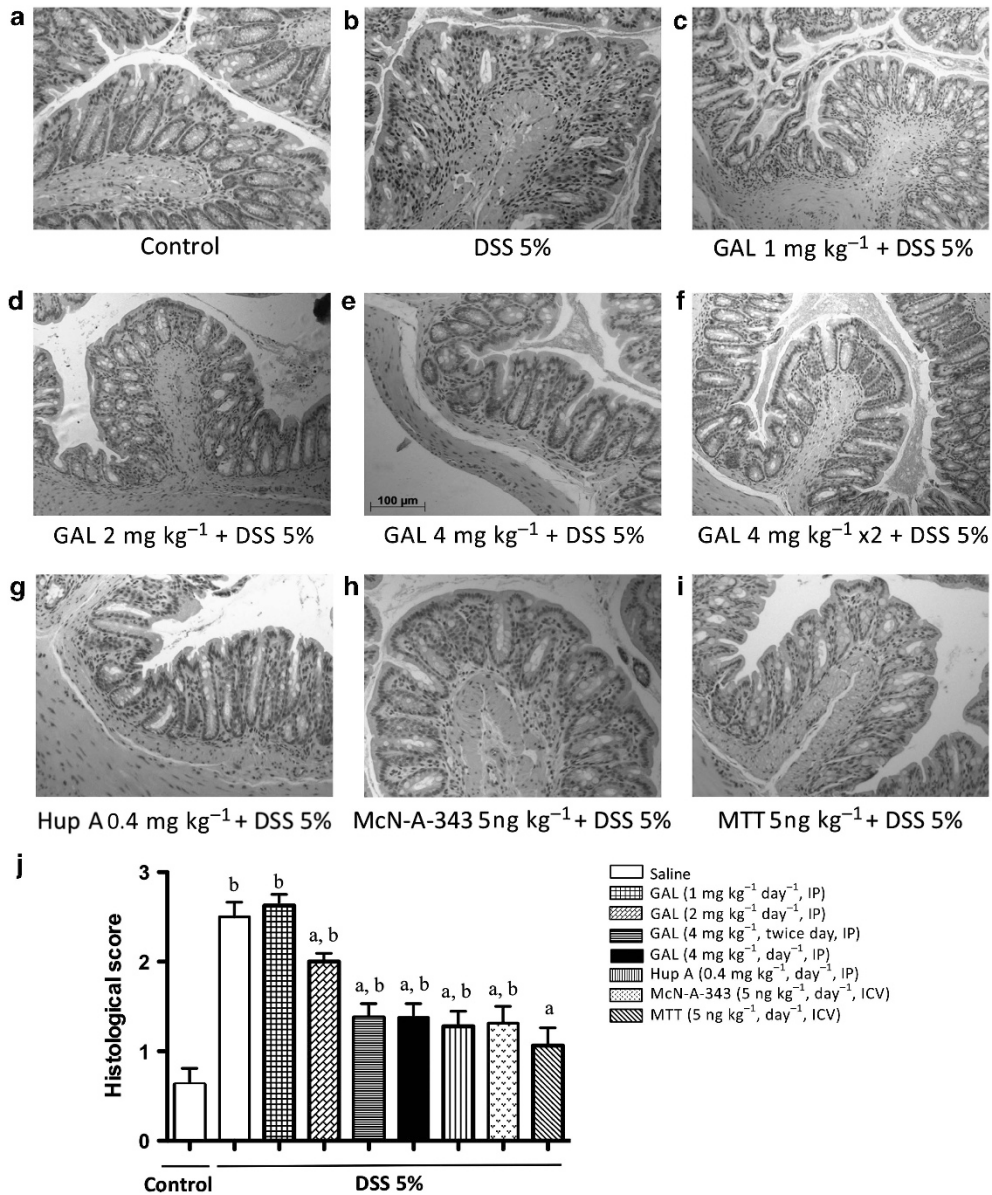 a
b
c
Control
DSS 5%
GAL 1 mg kg⁻¹ + DSS 5%
d
e
f
100 µm
GAL 2 mg kg⁻¹ + DSS 5%
GAL 4 mg kg⁻¹ + DSS 5%
GAL 4 mg kg⁻¹ x2 + DSS 5%
g
h
i
Hup A 0.4 mg kg⁻¹ + DSS 5%
McN-A-343 5ng kg⁻¹ + DSS 5%
MTT 5ng kg⁻¹ + DSS 5%
j
Histological score
3
2
1
0
b
b
a, b
a, b
a, b
a, b
a, b
a
Control
DSS 5%
Saline
GAL (1 mg kg⁻¹ day⁻¹, IP)
GAL (2 mg kg⁻¹ day⁻¹, IP)
GAL (4 mg kg⁻¹, twice day, IP)
GAL (4 mg kg⁻¹, day⁻¹, IP)
Hup A (0.4 mg kg⁻¹, day⁻¹, IP)
McN-A-343 (5 ng kg⁻¹, day⁻¹, ICV)
MTT (5 ng kg⁻¹, day⁻¹, ICV)